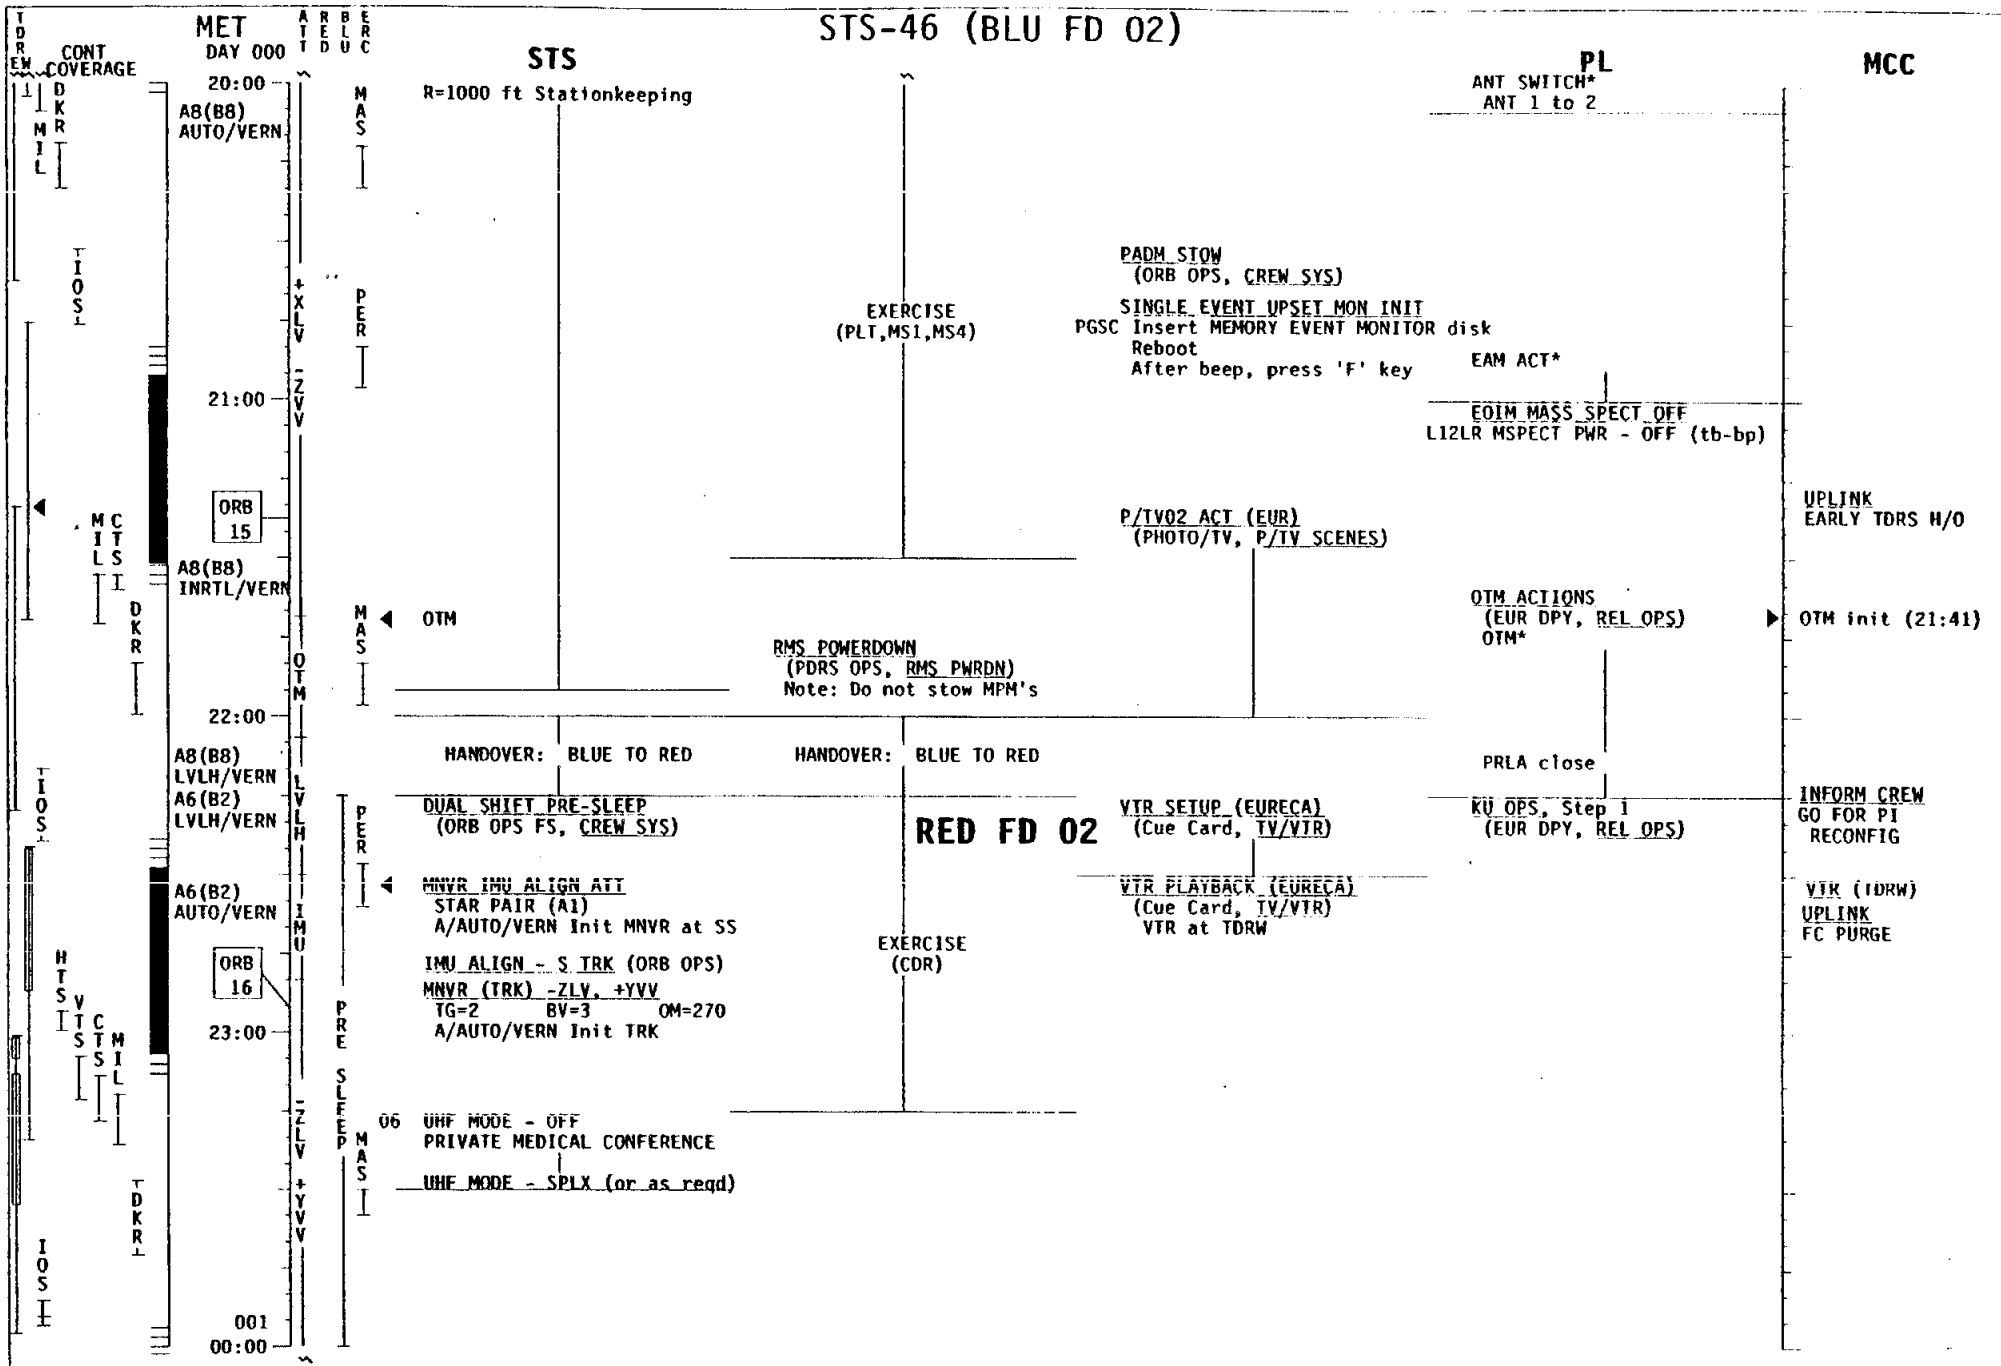 STS-46 (BLU FD 02)
TDRS
E W
CONT
COVERAGE
MET
DAY 000
ATT
RED
BLU
ERC
STS
PL
MCC
20:00
DKR
MIL
A8(B8)
AUTO/VERN
MAS
R=1000 ft Stationkeeping
ANT SWITCH*
ANT 1 to 2
IOS
+XLV -ZVV
PER
EXERCISE
(PLT,MS1,MS4)
PADM STOW
(ORB OPS, CREW SYS)
SINGLE EVENT UPSET MON INIT
PGSC Insert MEMORY EVENT MONITOR disk
Reboot
After beep, press 'F' key
EAM ACT*
21:00
EOIM MASS SPECT OFF
L12LR MSPECT PWR - OFF (tb-bp)
ORB
15
MIL
CTS
P/TV02 ACT (EUR)
(PHOTO/TV, P/TV SCENES)
UPLINK
EARLY TDRS H/O
A8(B8)
INRTL/VERN
DKR
MAS
OTM
OTM
RMS POWERDOWN
(PDRS OPS, RMS PWRDN)
Note: Do not stow MPM's
OTM ACTIONS
(EUR DPY, REL OPS)
OTM*
OTM init (21:41)
22:00
A8(B8)
LVLH/VERN
HANDOVER: BLUE TO RED
HANDOVER: BLUE TO RED
PRLA close
IOS
A6(B2)
LVLH/VERN
LVLH
PER
DUAL SHIFT PRE-SLEEP
(ORB OPS FS, CREW SYS)
RED FD 02
VTR SETUP (EURECA)
(Cue Card, TV/VTR)
KU OPS, Step 1
(EUR DPY, REL OPS)
INFORM CREW
GO FOR PI
RECONFIG
A6(B2)
AUTO/VERN
IMU
MNVR IMU ALIGN ATT
STAR PAIR (A1)
A/AUTO/VERN Init MNVR at SS
VTR PLAYBACK (EURECA)
(Cue Card, TV/VTR)
VTR at TDRW
VTR (TDRW)
UPLINK
FC PURGE
EXERCISE
(CDR)
HTS
VTS
CTS
MIL
ORB
16
IMU ALIGN - S TRK (ORB OPS)
MNVR (TRK) -ZLV, +YVV
TG=2 BV=3 OM=270
A/AUTO/VERN Init TRK
23:00
PRE SLEEP
-ZLV +YVV
MAS
06 UHF MODE - OFF
PRIVATE MEDICAL CONFERENCE
UHF MODE - SPLX (or as reqd)
DKR
IOS
001
00:00